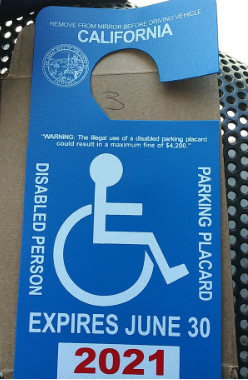 REMOVE FROM MIRROR BEFORE DRIVING VEHICLE
CALIFORNIA
3
"WARNING: The illegal use of a disabled parking placard
could result in a maximum fine of $4,200."
DISABLED PERSON
PARKING PLACARD
EXPIRES JUNE 30
2021